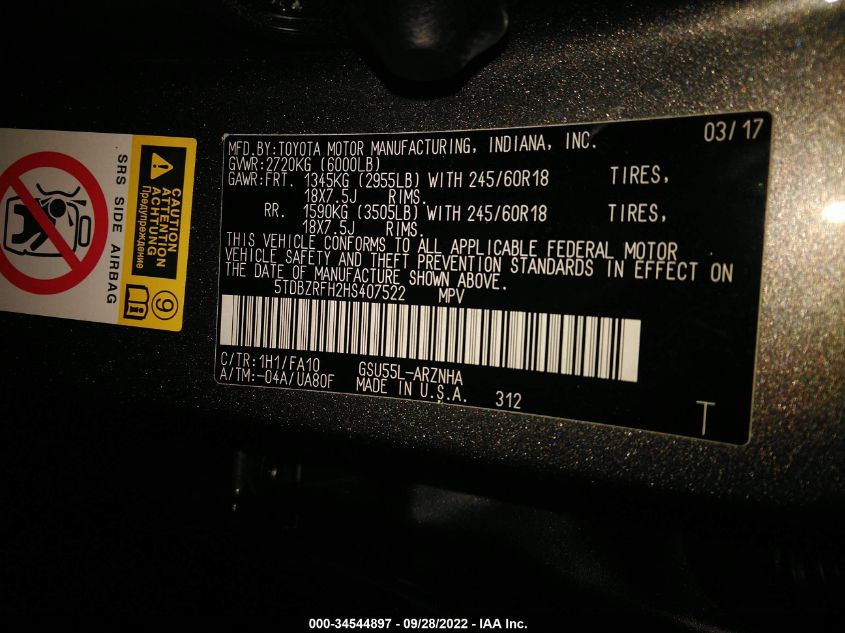 MFD.BY:TOYOTA MOTOR MANUFACTURING, INDIANA, INC. 03/17
GVWR:2720KG (6000LB)
GAWR:FRT. 1345KG (2955LB) WITH 245/60R18 TIRES,
18X7.5J RIMS.
RR. 1590KG (3505LB) WITH 245/60R18 TIRES,
18X7.5J RIMS.
THIS VEHICLE CONFORMS TO ALL APPLICABLE FEDERAL MOTOR
VEHICLE SAFETY AND THEFT PREVENTION STANDARDS IN EFFECT ON
THE DATE OF MANUFACTURE SHOWN ABOVE.
5TDBZRFH2HS407522 MPV
C/TR:1H1/FA10 GSU55L-ARZNHA
A/TM:-04A/UA80F MADE IN U.S.A. 312
T
SRS SIDE AIRBAG
CAUTION
ATTENTION
ACHTUNG
Предупреждение
9
000-34544897 - 09/28/2022 - IAA Inc.